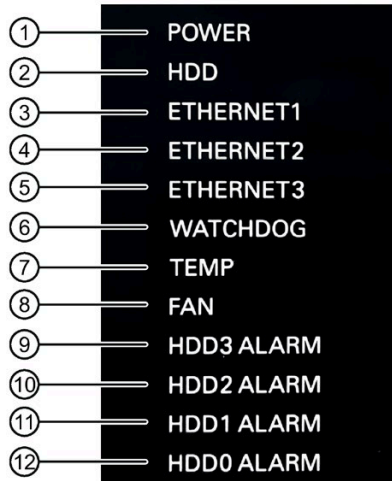 ① POWER
② HDD
③ ETHERNET1
④ ETHERNET2
⑤ ETHERNET3
⑥ WATCHDOG
⑦ TEMP
⑧ FAN
⑨ HDD3 ALARM
⑩ HDD2 ALARM
⑪ HDD1 ALARM
⑫ HDD0 ALARM